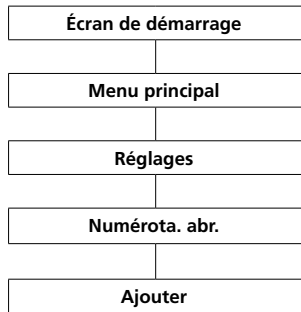 Écran de démarrage
Menu principal
Réglages
Numérota. abr.
Ajouter